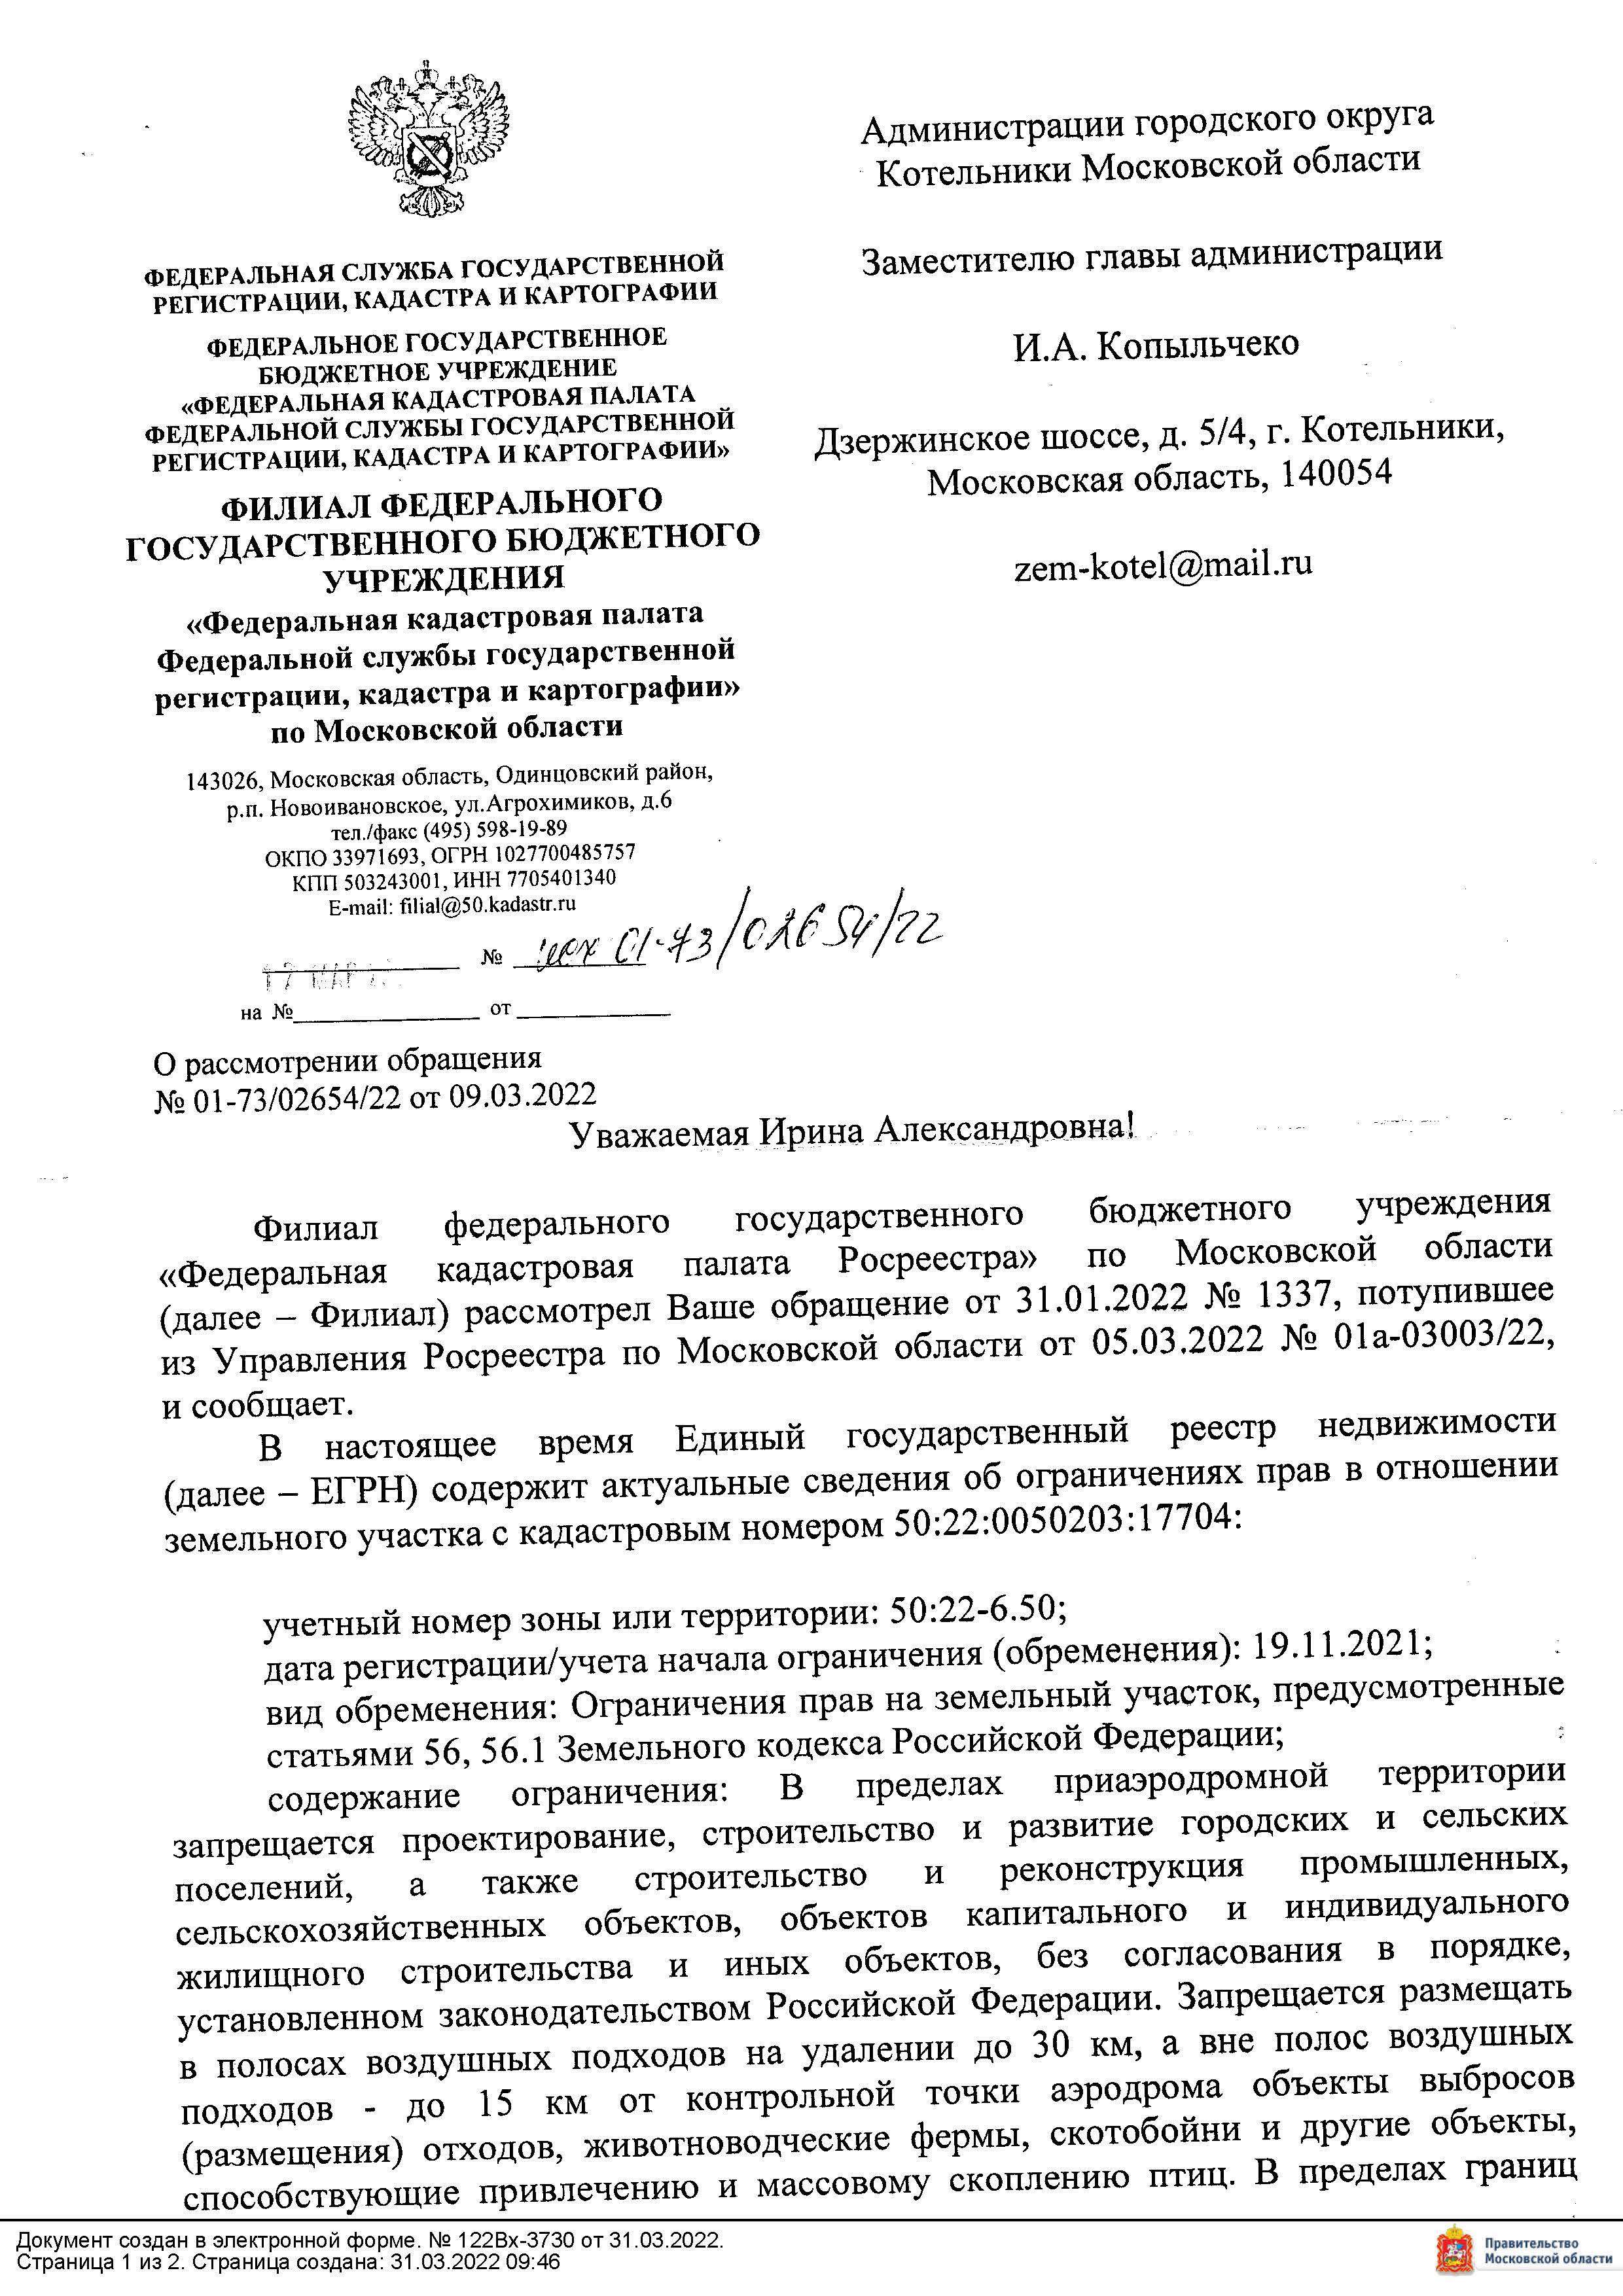 ФЕДЕРАЛЬНАЯ СЛУЖБА ГОСУДАРСТВЕННОЙ
РЕГИСТРАЦИИ, КАДАСТРА И КАРТОГРАФИИ
ФЕДЕРАЛЬНОЕ ГОСУДАРСТВЕННОЕ
БЮДЖЕТНОЕ УЧРЕЖДЕНИЕ
«ФЕДЕРАЛЬНАЯ КАДАСТРОВАЯ ПАЛАТА
ФЕДЕРАЛЬНОЙ СЛУЖБЫ ГОСУДАРСТВЕННОЙ
РЕГИСТРАЦИИ, КАДАСТРА И КАРТОГРАФИИ»
ФИЛИАЛ ФЕДЕРАЛЬНОГО
ГОСУДАРСТВЕННОГО БЮДЖЕТНОГО
УЧРЕЖДЕНИЯ
«Федеральная кадастровая палата
Федеральной службы государственной
регистрации, кадастра и картографии»
по Московской области
143026, Московская область, Одинцовский район,
р.п. Новоивановское, ул.Агрохимиков, д.6
тел./факс (495) 598-19-89
ОКПО 33971693, ОГРН 1027700485757
КПП 503243001, ИНН 7705401340
E-mail: filial@50.kadastr.ru
№ исх 01-73/02654/22
на № от
Администрации городского округа
Котельники Московской области
Заместителю главы администрации
И.А. Копыльчеко
Дзержинское шоссе, д. 5/4, г. Котельники,
Московская область, 140054
zem-kotel@mail.ru
О рассмотрении обращения
№ 01-73/02654/22 от 09.03.2022
Уважаемая Ирина Александровна!
Филиал федерального государственного бюджетного учреждения
«Федеральная кадастровая палата Росреестра» по Московской области
(далее – Филиал) рассмотрел Ваше обращение от 31.01.2022 № 1337, потупившее
из Управления Росреестра по Московской области от 05.03.2022 № 01а-03003/22,
и сообщает.
В настоящее время Единый государственный реестр недвижимости
(далее – ЕГРН) содержит актуальные сведения об ограничениях прав в отношении
земельного участка с кадастровым номером 50:22:0050203:17704:
учетный номер зоны или территории: 50:22-6.50;
дата регистрации/учета начала ограничения (обременения): 19.11.2021;
вид обременения: Ограничения прав на земельный участок, предусмотренные
статьями 56, 56.1 Земельного кодекса Российской Федерации;
содержание ограничения: В пределах приаэродромной территории
запрещается проектирование, строительство и развитие городских и сельских
поселений, а также строительство и реконструкция промышленных,
сельскохозяйственных объектов, объектов капитального и индивидуального
жилищного строительства и иных объектов, без согласования в порядке,
установленном законодательством Российской Федерации. Запрещается размещать
в полосах воздушных подходов на удалении до 30 км, а вне полос воздушных
подходов - до 15 км от контрольной точки аэродрома объекты выбросов
(размещения) отходов, животноводческие фермы, скотобойни и другие объекты,
способствующие привлечению и массовому скоплению птиц. В пределах границ
Документ создан в электронной форме. № 122Вх-3730 от 31.03.2022.
Страница 1 из 2. Страница создана: 31.03.2022 09:46
Правительство
Московской области